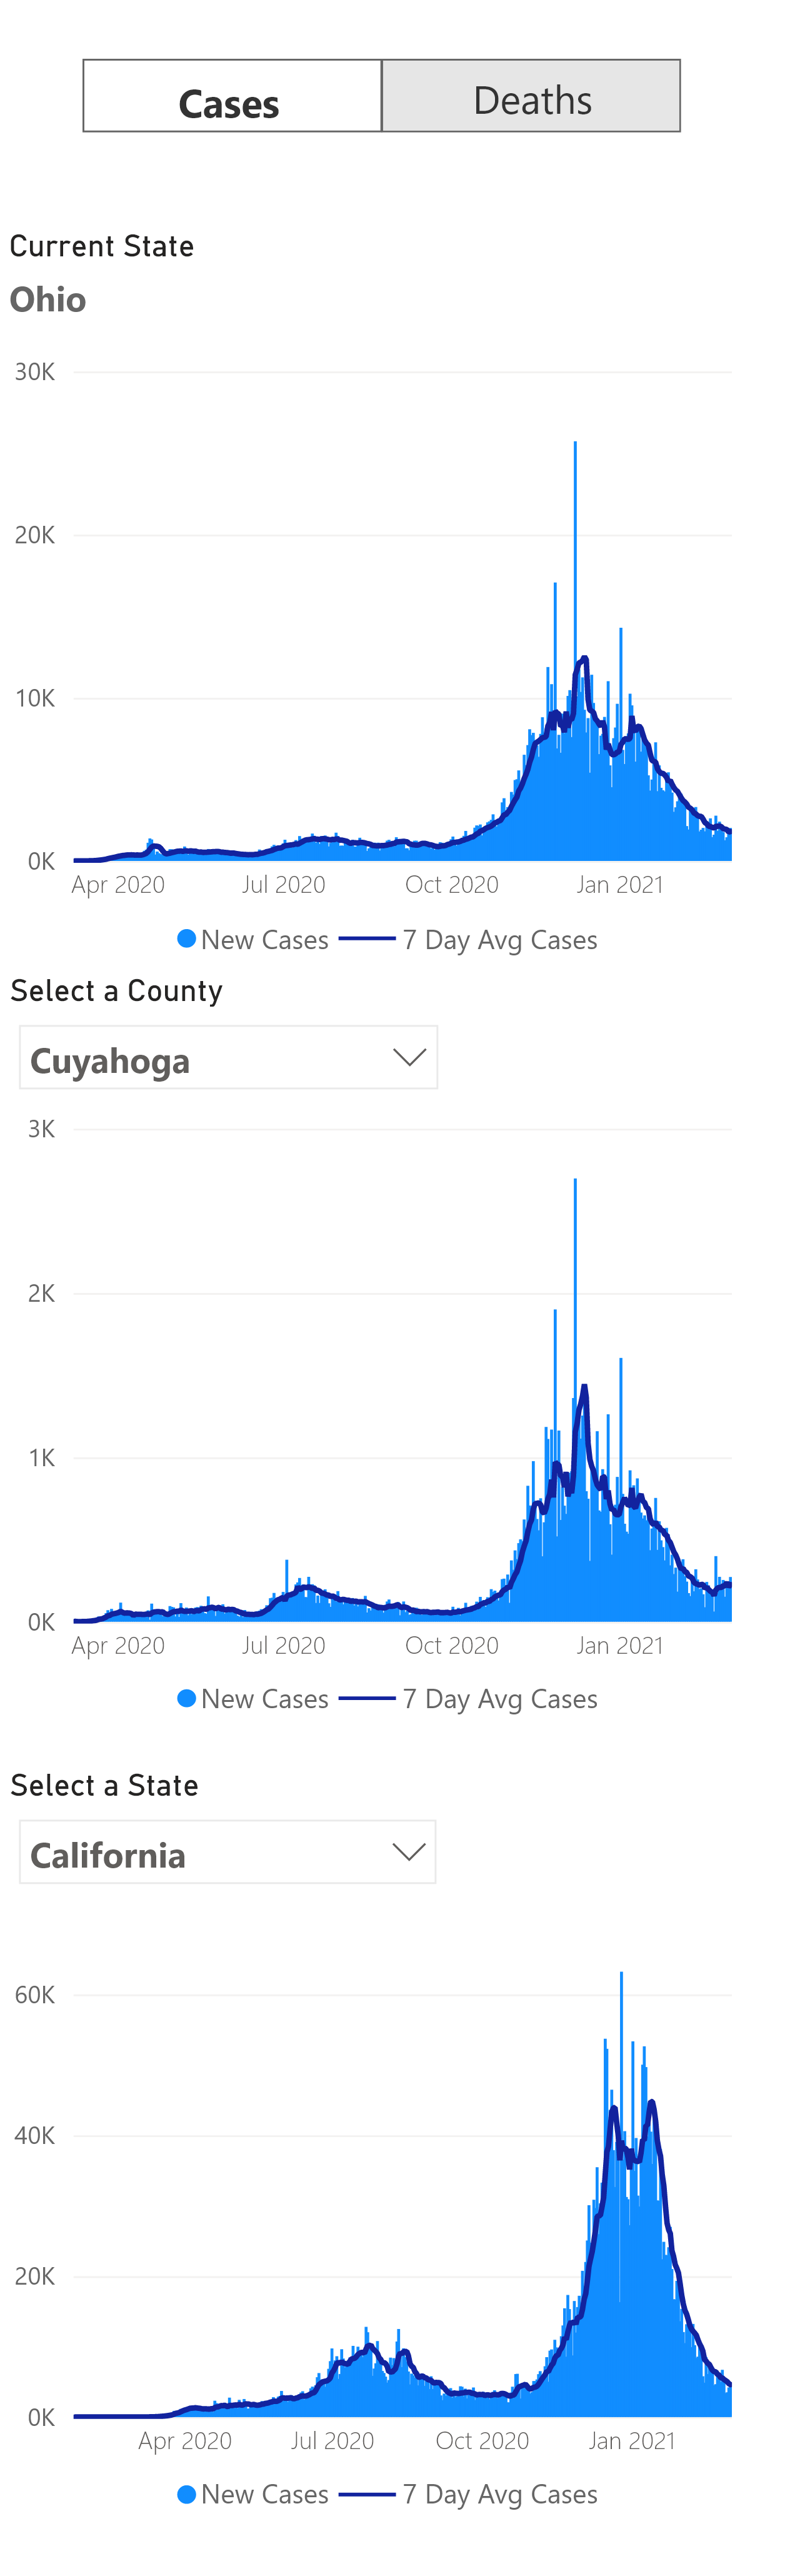 Cases Deaths
Current State
Ohio
30K
20K
10K
0K
Apr 2020 Jul 2020 Oct 2020 Jan 2021
New Cases 7 Day Avg Cases
Select a County
Cuyahoga
3K
2K
1K
0K
Apr 2020 Jul 2020 Oct 2020 Jan 2021
New Cases 7 Day Avg Cases
Select a State
California
60K
40K
20K
0K
Apr 2020 Jul 2020 Oct 2020 Jan 2021
New Cases 7 Day Avg Cases